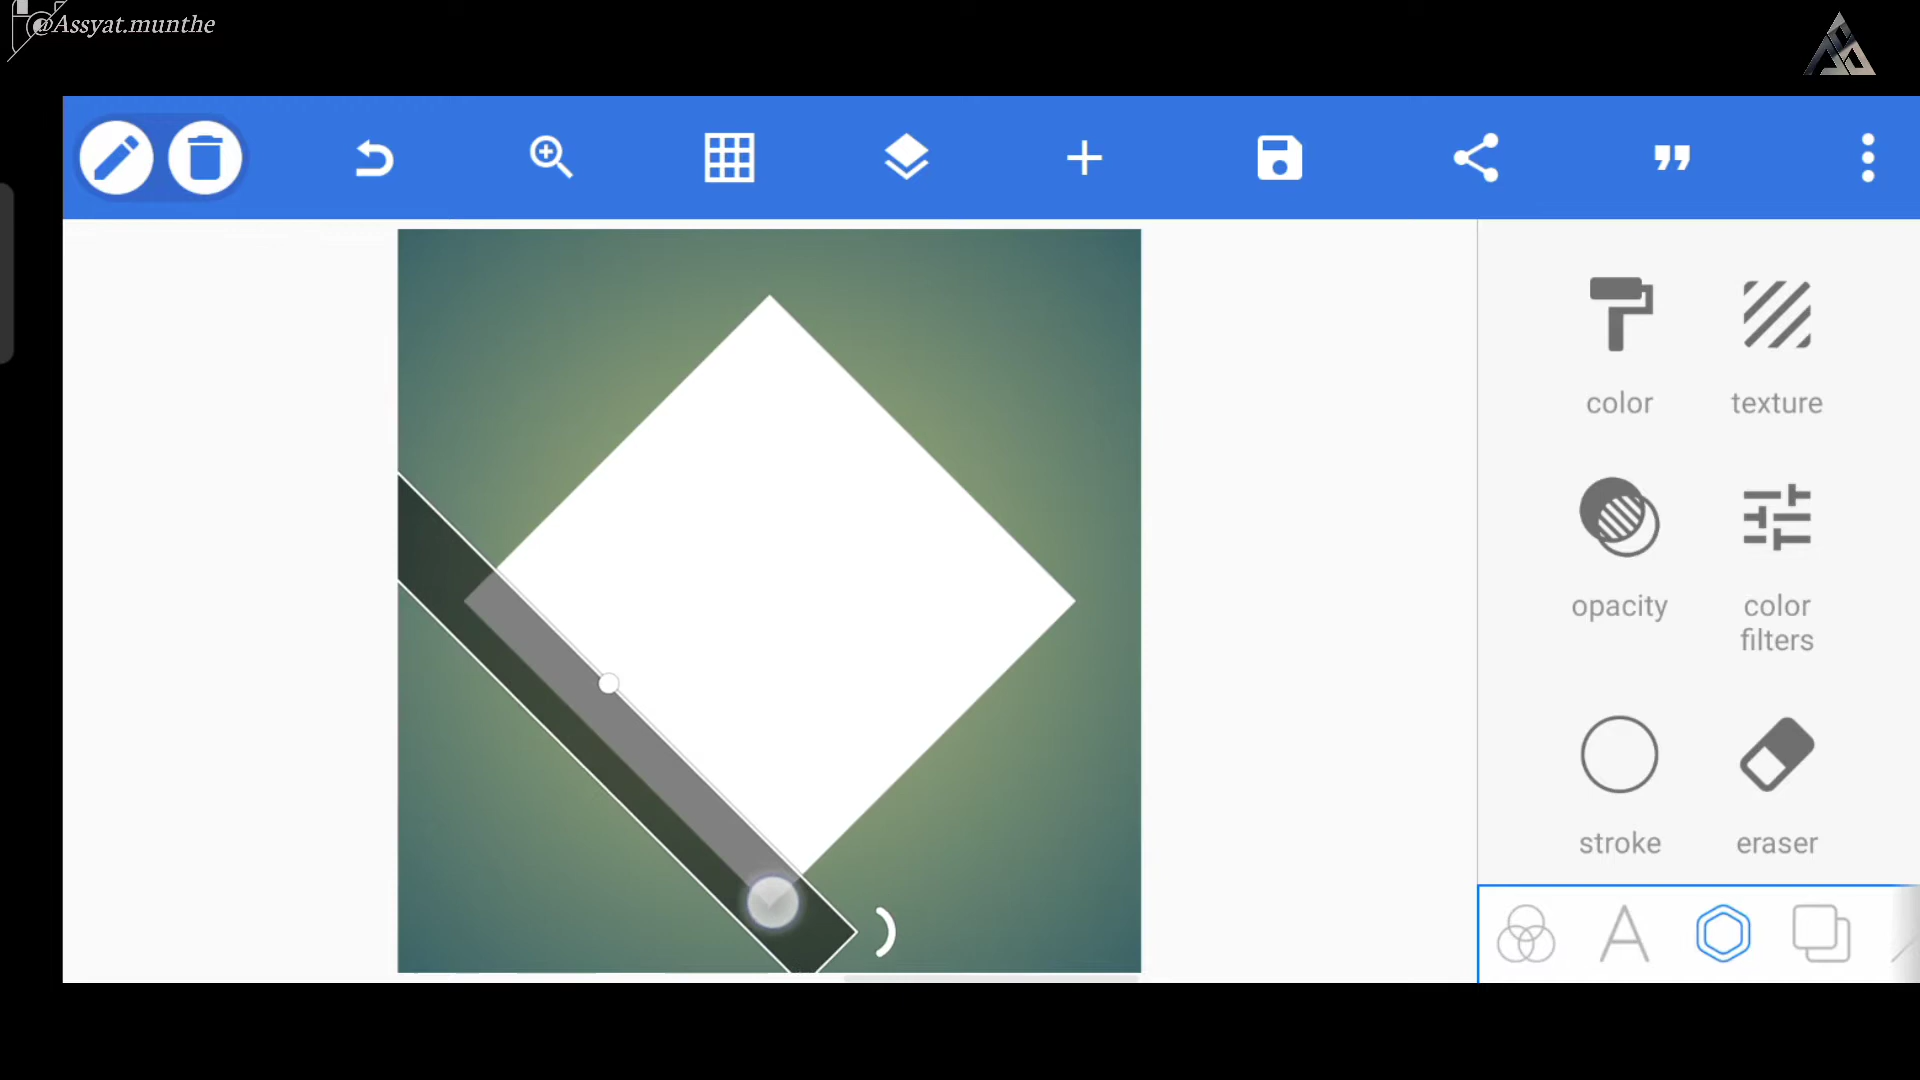 @Assyat.munthe
color
texture
opacity
color
filters
stroke
eraser